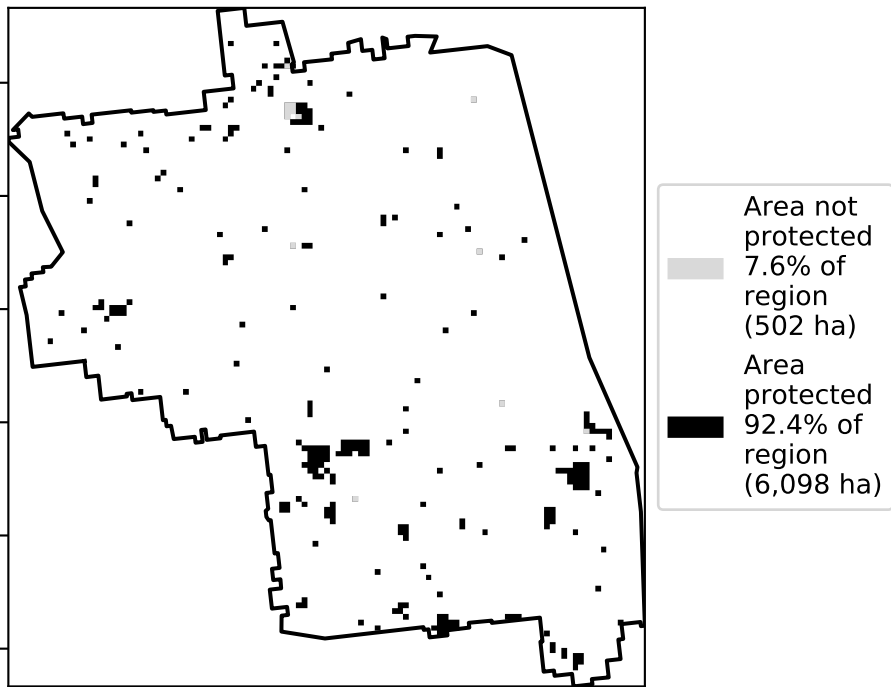 Area not
protected
7.6% of
region
(502 ha)
Area
protected
92.4% of
region
(6,098 ha)